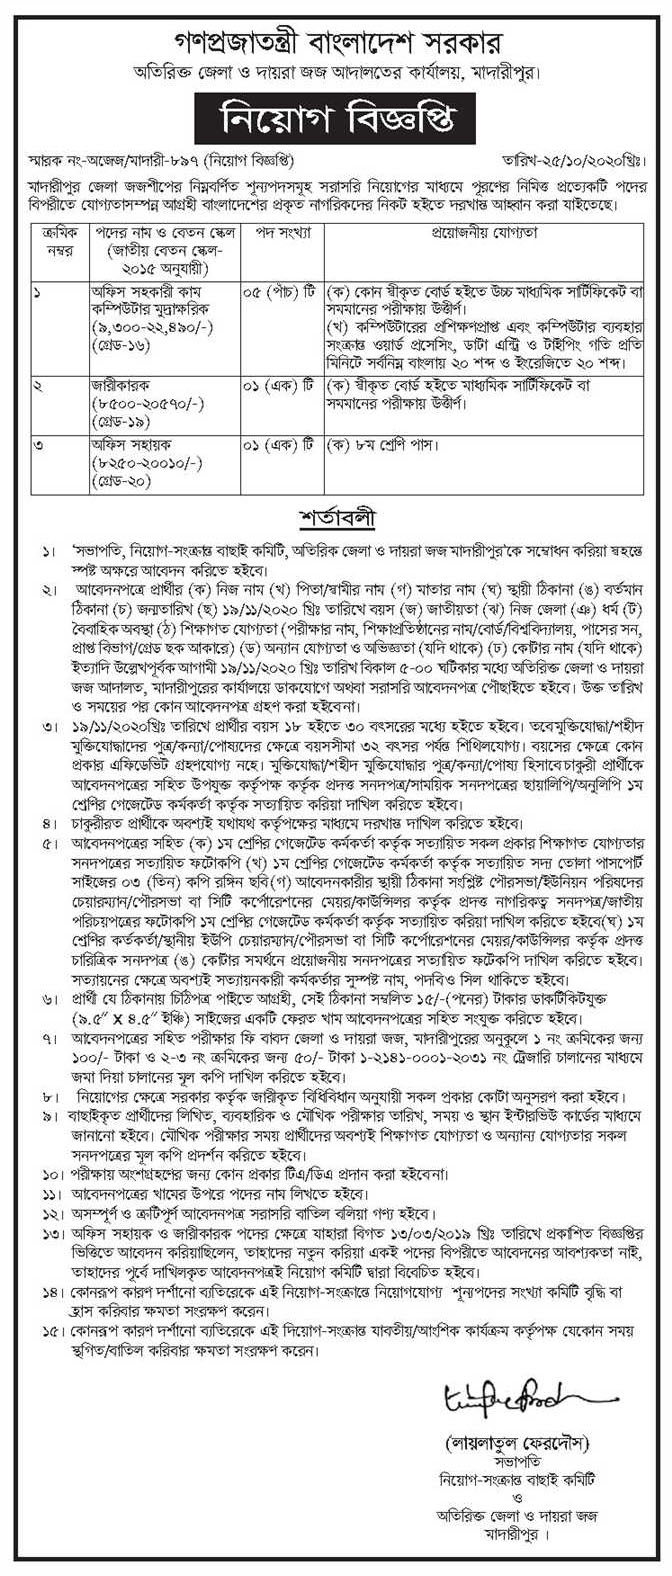 গণপ্রজাতন্ত্রী বাংলাদেশ সরকার
অতিরিক্ত জেলা ও দায়রা জজ আদালতের কার্যালয়, মাদারীপুর।
নিয়োগ বিজ্ঞপ্তি
স্মারক নং-অজেজ/মাদারী-৮৯৭ (নিয়োগ বিজ্ঞপ্তি) তারিখ-২৫/১০/২০২০খ্রিঃ।
মাদারীপুর জেলা জজশীপের নিম্নবর্ণিত শূন্যপদসমূহ সরাসরি নিয়োগের মাধ্যমে পূরণের নিমিত্ত প্রত্যেকটি পদের
বিপরীতে যোগ্যতাসম্পন্ন আগ্রহী বাংলাদেশের প্রকৃত নাগরিকদের নিকট হইতে দরখাস্ত আহ্বান করা যাইতেছে।
ক্রমিক নম্বর
পদের নাম ও বেতন স্কেল
(জাতীয় বেতন স্কেল-
২০১৫ অনুযায়ী)
পদ সংখ্যা
প্রয়োজনীয় যোগ্যতা
১
অফিস সহকারী কাম
কম্পিউটার মুদ্রাক্ষরিক
(৯,৩০০-২২,৪৯০/-)
(গ্রেড-১৬)
০৫ (পাঁচ) টি
(ক) কোন স্বীকৃত বোর্ড হইতে উচ্চ মাধ্যমিক সার্টিফিকেট বা
সমমানের পরীক্ষায় উত্তীর্ণ।
(খ) কম্পিউটারের প্রশিক্ষণপ্রাপ্ত এবং কম্পিউটার ব্যবহার
সংক্রান্ত ওয়ার্ড প্রসেসিং, ডাটা এন্ট্রি ও টাইপিং গতি প্রতি
মিনিটে সর্বনিম্ন বাংলায় ২০ শব্দ ও ইংরেজিতে ২০ শব্দ।
২
জারীকারক
(৮৫০০-২০৫৭০/-)
(গ্রেড-১৯)
০১ (এক) টি
(ক) স্বীকৃত বোর্ড হইতে মাধ্যমিক সার্টিফিকেট বা
সমমানের পরীক্ষায় উত্তীর্ণ।
৩
অফিস সহায়ক
(৮২৫০-২০০১০/-)
(গ্রেড-২০)
০১ (এক) টি
(ক) ৮ম শ্রেণি পাস।
শর্তাবলী
১। ‘সভাপতি, নিয়োগ-সংক্রান্ত বাছাই কমিটি, অতিরিক্ত জেলা ও দায়রা জজ মাদারীপুর’কে সম্বোধন করিয়া স্বহস্তে
স্পষ্ট অক্ষরে আবেদন করিতে হইবে।
২। আবেদনপত্রে প্রার্থীর (ক) নিজ নাম (খ) পিতা/স্বামীর নাম (গ) মাতার নাম (ঘ) স্থায়ী ঠিকানা (ঙ) বর্তমান
ঠিকানা (চ) জন্মতারিখ (ছ) ১৯/১১/২০২০ খ্রিঃ তারিখে বয়স (জ) জাতীয়তা (ঝ) নিজ জেলা (ঞ) ধর্ম (ট)
বৈবাহিক অবস্থা (ঠ) শিক্ষাগত যোগ্যতা (পরীক্ষার নাম, শিক্ষাপ্রতিষ্ঠানের নাম/বোর্ড/বিশ্ববিদ্যালয়, পাসের সন,
প্রাপ্ত বিভাগ/গ্রেড ছক আকারে) (ড) অন্যান যোগ্যতা ও অভিজ্ঞতা (যদি থাকে) (ঢ) কোটার নাম (যদি থাকে)
ইত্যাদি উল্লেখপূর্বক আগামী ১৯/১১/২০২০ খ্রিঃ তারিখ বিকাল ৫-০০ ঘটিকার মধ্যে অতিরিক্ত জেলা ও দায়রা
জজ আদালত, মাদারীপুরের কার্যালয়ে ডাকযোগে অথবা সরাসরি আবেদনপত্র পৌছাইতে হইবে। উক্ত তারিখ
ও সময়ের পর কোন আবেদনপত্র গ্রহণ করা হইবেনা।
৩। ১৯/১১/২০২০খ্রিঃ তারিখে প্রার্থীর বয়স ১৮ হইতে ৩০ বৎসরের মধ্যে হইতে হইবে। তবেমুক্তিযোদ্ধা/শহীদ
মুক্তিযোদ্ধাদের পুত্র/কন্যা/পোষ্যদের ক্ষেত্রে বয়সসীমা ৩২ বৎসর পর্যন্ত শিথিলযোগ্য। বয়সের ক্ষেত্রে কোন
প্রকার এফিডেভিট গ্রহণযোগ্য নহে। মুক্তিযোদ্ধা/শহীদ মুক্তিযোদ্ধার পুত্র/কন্যা/পোষ্য হিসাবে চাকুরী প্রার্থীকে
আবেদনপত্রের সহিত উপযুক্ত কর্তৃপক্ষ কর্তৃক প্রদত্ত সনদপত্র/সাময়িক সনদপত্রের ছায়ালিপি/অনুলিপি ১ম
শ্রেণির গেজেটেড কর্মকর্তা কর্তৃক সত্যায়িত করিয়া দাখিল করিতে হইবে।
৪। চাকুরীরত প্রার্থীকে অবশ্যই যথাযথ কর্তৃপক্ষের মাধ্যমে দরখাস্ত দাখিল করিতে হইবে।
৫। আবেদনপত্রের সহিত (ক) ১ম শ্রেণির গেজেটেড কর্মকর্তা কর্তৃক সত্যায়িত সকল প্রকার শিক্ষাগত যোগ্যতার
সনদপত্রের সত্যায়িত ফটোকপি (খ) ১ম শ্রেণির গেজেটেড কর্মকর্তা কর্তৃক সত্যায়িত সদ্য তোলা পাসপোর্ট
সাইজের ০৩ (তিন) কপি রঙ্গিন ছবি(গ) আবেদনকারীর স্থায়ী ঠিকানা সংশ্লিষ্ট পৌরসভা/ইউনিয়ন পরিষদের
চেয়ারম্যান/পৌরসভা বা সিটি কর্পোরেশনের মেয়র/কাউন্সিলর কর্তৃক প্রদত্ত নাগরিকত্ব সনদপত্র/জাতীয়
পরিচয়পত্রের ফটোকপি ১ম শ্রেণির গেজেটেড কর্মকর্তা কর্তৃক সত্যায়িত করিয়া দাখিল করিতে হইবে(ঘ) ১ম
শ্রেণির কর্তকর্তা/স্থানীয় ইউপি চেয়ারম্যান/পৌরসভা বা সিটি কর্পোরেশনের মেয়র/কাউন্সিলর কর্তৃক প্রদত্ত
চারিত্রিক সনদপত্র (ঙ) কোটার সমর্থনে প্রয়োজনীয় সনদপত্রের সত্যায়িত ফটোকপি দাখিল করিতে হইবে।
সত্যায়নের ক্ষেত্রে অবশ্যই সত্যায়নকারী কর্মকর্তার সুস্পষ্ট নাম, পদবিও সিল থাকিতে হইবে।
৬। প্রার্থী যে ঠিকানায় চিঠিপত্র পাইতে আগ্রহী, সেই ঠিকানা সম্বলিত ১৫/-(পনের) টাকার ডাকটিকিটযুক্ত
(৯.৫″ X ৪.৫″ ইঞ্চি) সাইজের একটি ফেরত খাম আবেদনপত্রের সহিত সংযুক্ত করিতে হইবে।
৭। আবেদনপত্রের সহিত পরীক্ষার ফি বাবদ জেলা ও দায়রা জজ, মাদারীপুরের অনুকূলে ১ নং ক্রমিকের জন্য
১০০/- টাকা ও ২-৩ নং ক্রমিকের জন্য ৫০/- টাকা ১-২১৪১-০০০১-২০৩১ নং ট্রেজারি চালানের মাধ্যমে
জমা দিয়া চালানের মূল কপি দাখিল করিতে হইবে।
৮। নিয়োগের ক্ষেত্রে সরকার কর্তৃক জারীকৃত বিধিবিধান অনুযায়ী সকল প্রকার কোটা অনুসরণ করা হইবে।
৯। বাছাইকৃত প্রার্থীদের লিখিত, ব্যবহারিক ও মৌখিক পরীক্ষার তারিখ, সময় ও স্থান ইন্টারভিউ কার্ডের মাধ্যমে
জানানো হইবে। মৌখিক পরীক্ষার সময় প্রার্থীদের অবশ্যই শিক্ষাগত যোগ্যতা ও অন্যান্য যোগ্যতার সকল
সনদপত্রের মূল কপি প্রদর্শন করিতে হইবে।
১০। পরীক্ষায় অংশগ্রহণের জন্য কোন প্রকার টিএ/ডিএ প্রদান করা হইবেনা।
১১। আবেদনপত্রের খামের উপরে পদের নাম লিখতে হইবে।
১২। অসম্পূর্ণ ও ত্রুটিপূর্ণ আবেদনপত্র সরাসরি বাতিল বলিয়া গণ্য হইবে।
১৩। অফিস সহায়ক ও জারীকারক পদের ক্ষেত্রে যাহারা বিগত ১৩/০৩/২০১৯ খ্রিঃ তারিখে প্রকাশিত বিজ্ঞপ্তির
ভিত্তিতে আবেদন করিয়াছিলেন, তাহাদের নতুন করিয়া একই পদের বিপরীতে আবেদনের আবশ্যকতা নাই,
তাহাদের পূর্বে দাখিলকৃত আবেদনপত্রই নিয়োগ কমিটি দ্বারা বিবেচিত হইবে।
১৪। কোনরূপ কারণ দর্শানো ব্যতিরেকে এই নিয়োগ-সংক্রান্তে নিয়োগযোগ্য শূন্যপদের সংখ্যা কমিটি বৃদ্ধি বা
হ্রাস করিবার ক্ষমতা সংরক্ষণ করেন।
১৫। কোনরূপ কারণ দর্শানো ব্যতিরেকে এই দিয়োগ-সংক্রান্ত যাবতীয়/আংশিক কার্যক্রম কর্তৃপক্ষ যেকোন সময়
স্থগিত/বাতিল করিবার ক্ষমতা সংরক্ষণ করেন।
(লায়লাতুল ফেরদৌস)
সভাপতি
নিয়োগ-সংক্রান্ত বাছাই কমিটি
ও
অতিরিক্ত জেলা ও দায়রা জজ
মাদারীপুর ।